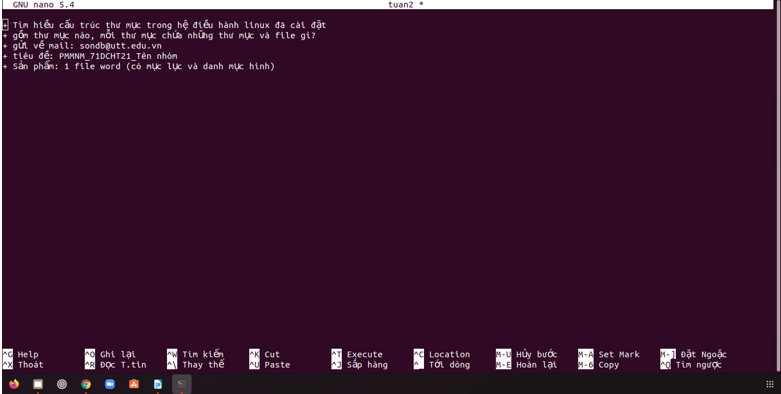 GNU nano 5.4 tuan2 *
+ Tìm hiểu cấu trúc thư mục trong hệ điều hành linux đã cài đặt
+ gồm thư mục nào, mỗi thư mục chứa những thư mục và file gì?
+ gửi về mail: sondb@utt.edu.vn
+ tiêu đề: PMMNM_71DCHT21_Tên nhóm
+ Sản phẩm: 1 file word (có mục lục và danh mục hình)
^G Help ^O Ghi lại ^W Tìm kiếm ^K Cut ^T Execute ^C Location M-U Hủy bước M-A Set Mark M-] Đặt Ngoặc
^X Thoát ^R Đọc T.tin ^\ Thay thế ^U Paste ^J Sắp hàng ^_ Tới dòng M-E Hoàn lại M-6 Copy ^Q Tìm ngược